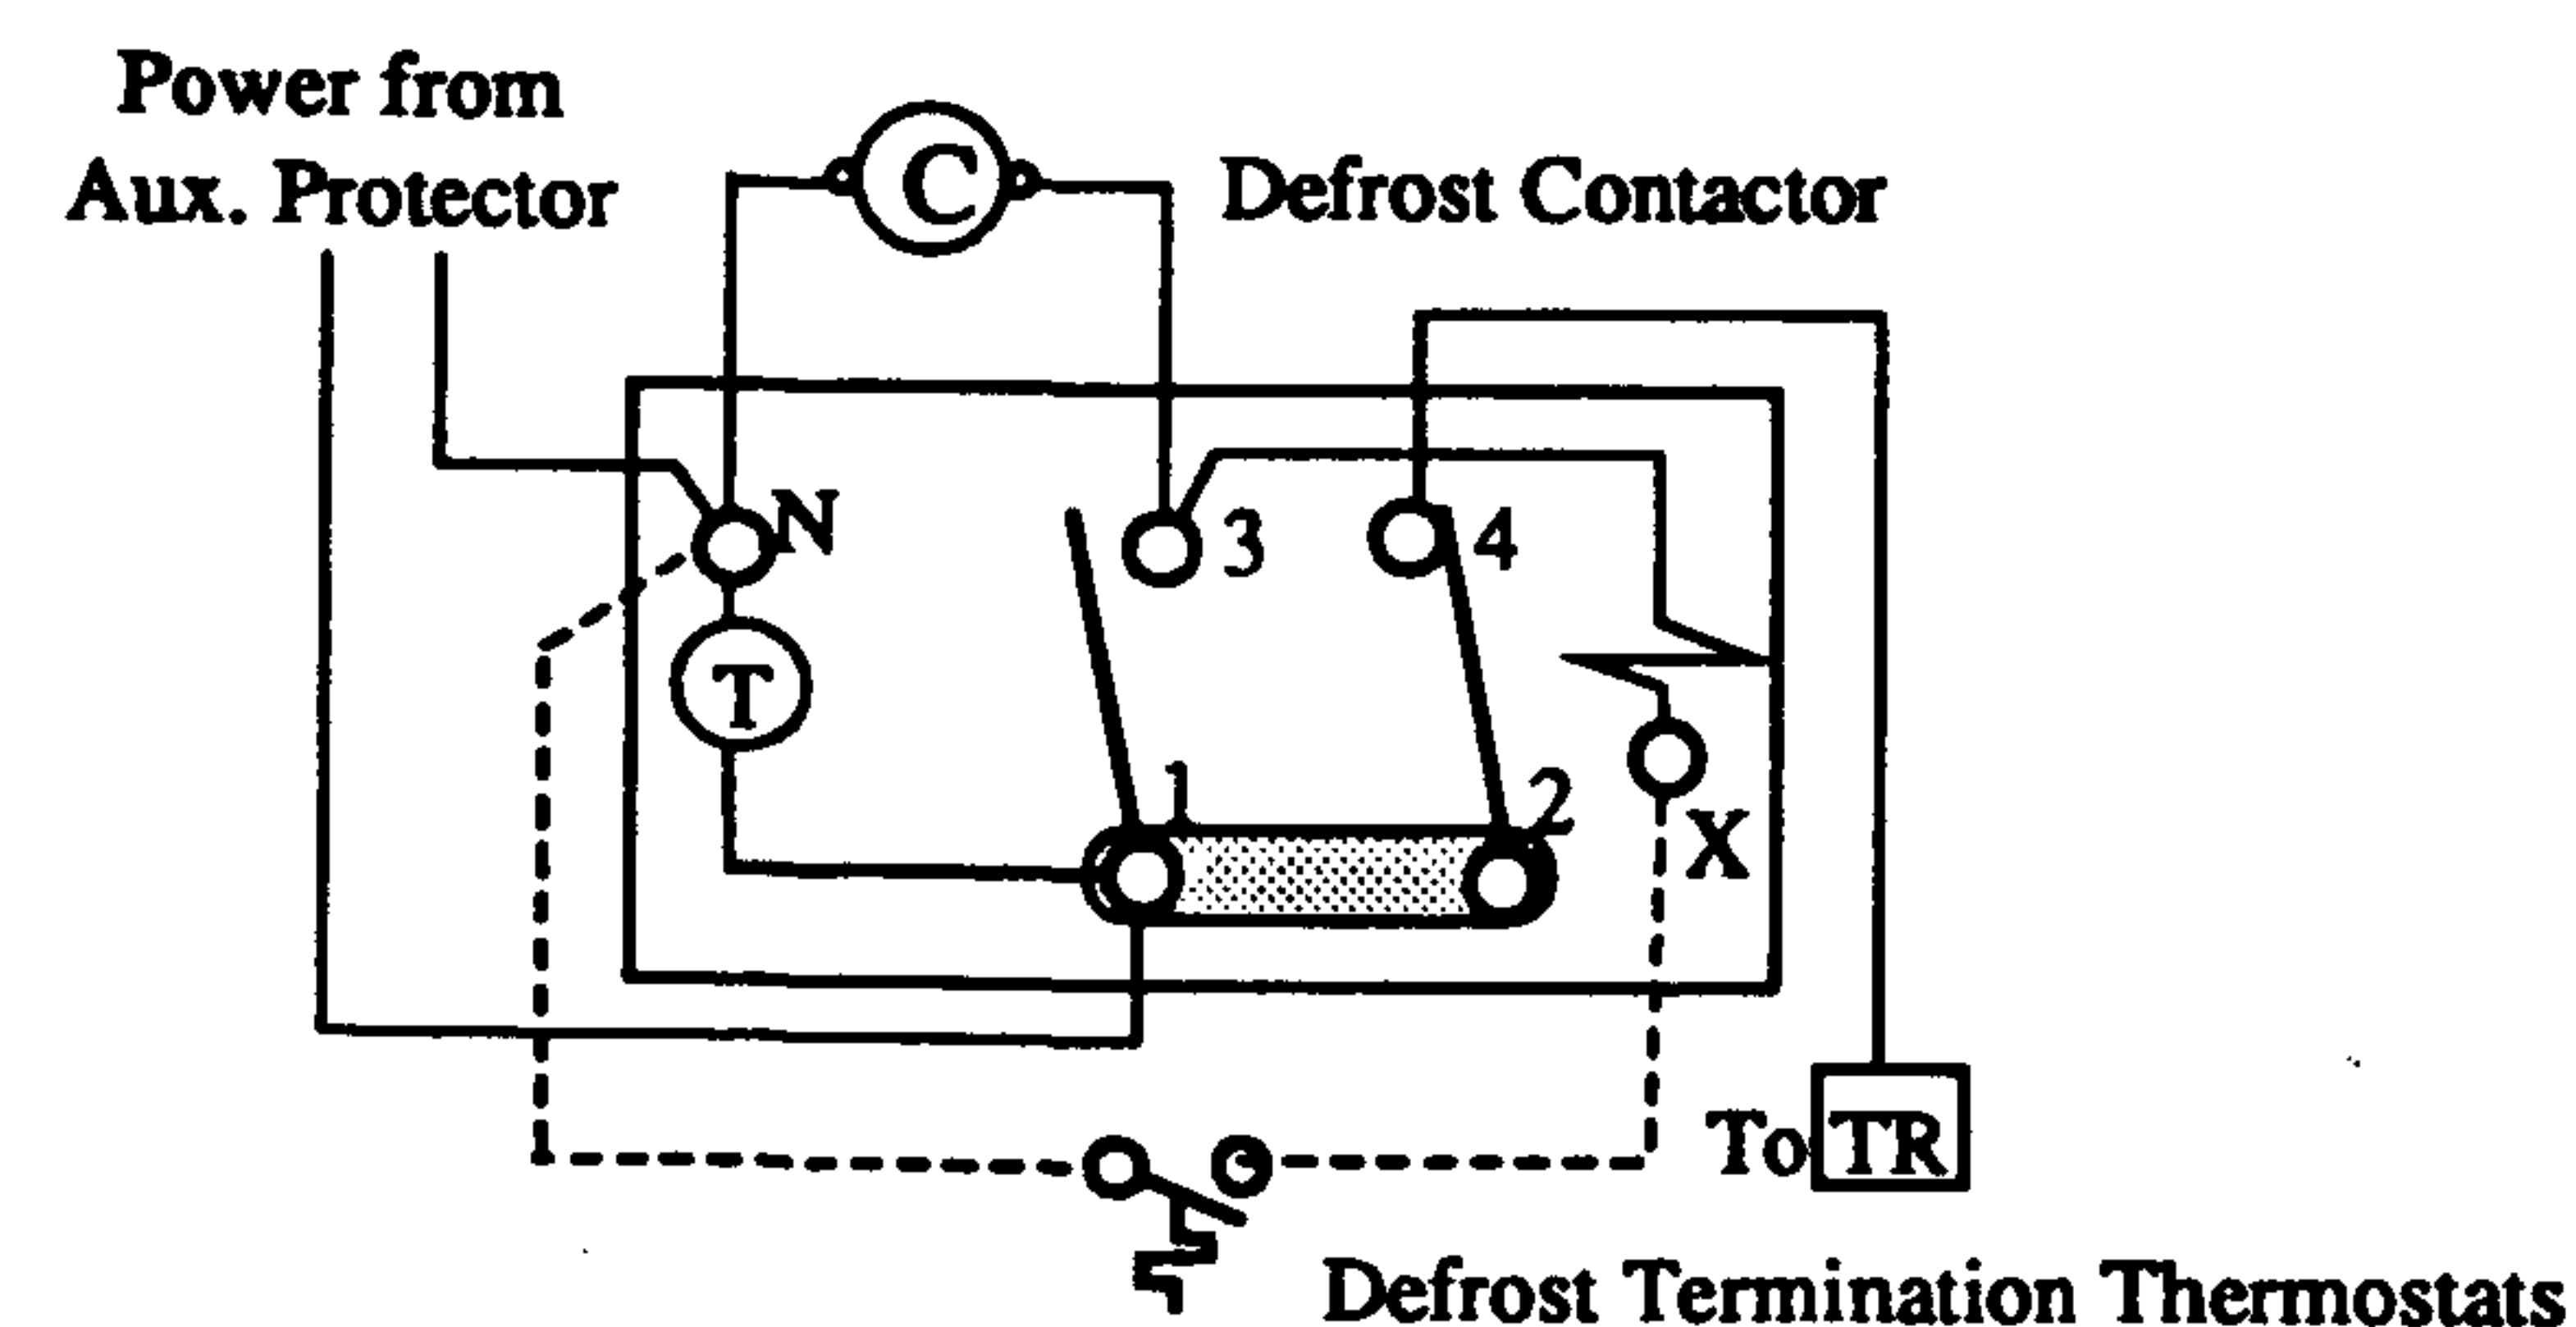 Power from
Aux. Protector
C
Defrost Contactor
N
3
4
T
1
2
X
To TR
Defrost Termination Thermostats